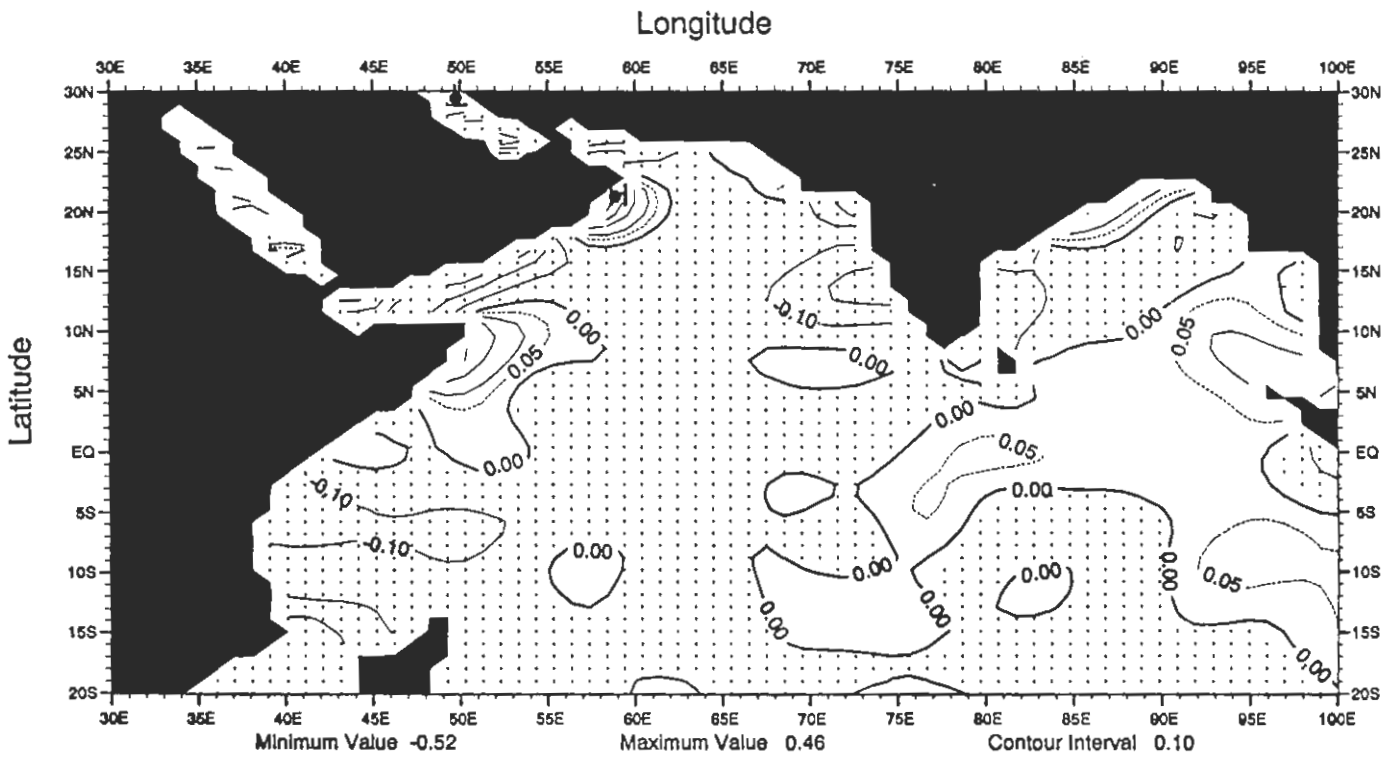 Longitude
30E 35E 40E 45E 50E 55E 60E 65E 70E 75E 80E 85E 90E 95E 100E
30N 30N
25N 25N
20N 20N
15N 15N
-0.10
10N 0.00 0.00 0.05 10N
0.05 0.00
Latitude
5N 5N
0.00
EQ 0.00 0.05 EQ
-0.10 0.00
5S 5S
-0.10 0.00
10S 0.00 0.00 0.00 0.05 10S
0.00 0.00
15S 15S
0.00
20S 20S
30E 35E 40E 45E 50E 55E 60E 65E 70E 75E 80E 85E 90E 95E 100E
Minimum Value -0.52 Maximum Value 0.46 Contour Interval 0.10